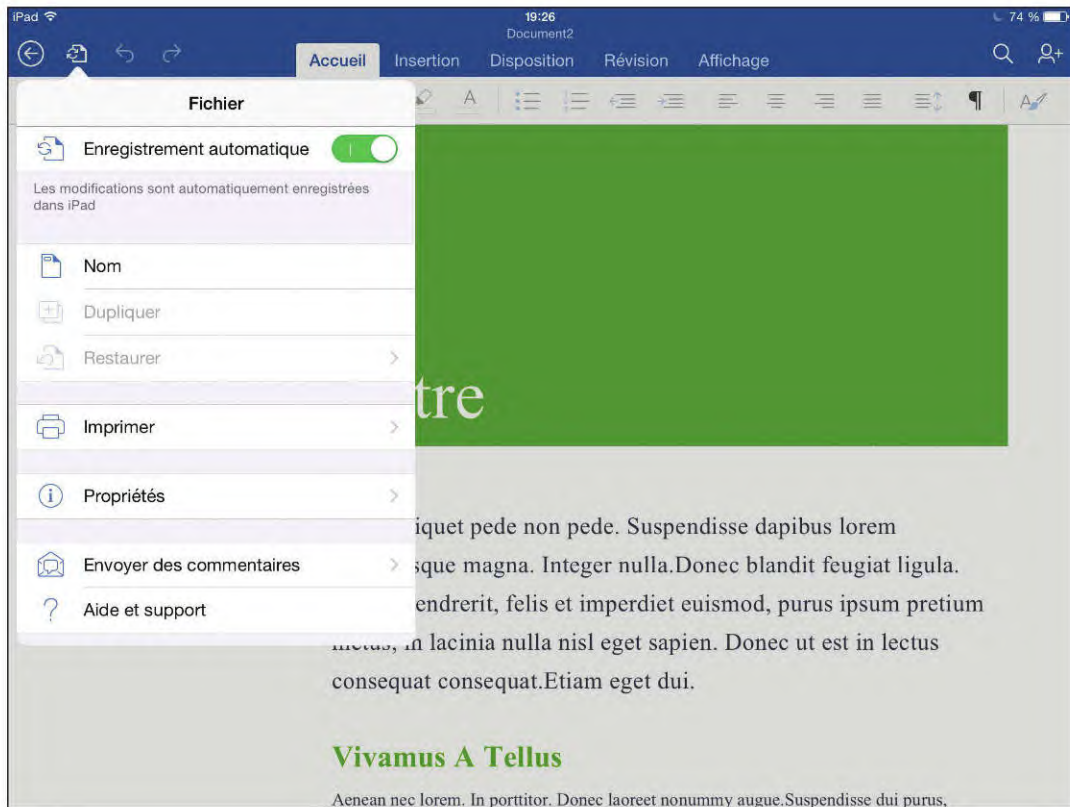 iPad 19:26 74 %
Document2
Accueil Insertion Disposition Révision Affichage
Fichier
A ¶ A
Enregistrement automatique
Les modifications sont automatiquement enregistrées
dans iPad
Nom
Dupliquer
Restaurer
Imprimer
Propriétés
Envoyer des commentaires
? Aide et support
tre
iquet pede non pede. Suspendisse dapibus lorem
sque magna. Integer nulla.Donec blandit feugiat ligula.
endrerit, felis et imperdiet euismod, purus ipsum pretium
in lacinia nulla nisl eget sapien. Donec ut est in lectus
consequat consequat.Etiam eget dui.
Vivamus A Tellus
Aenean nec lorem. In porttitor. Donec laoreet nonummy augue.Suspendisse dui purus,